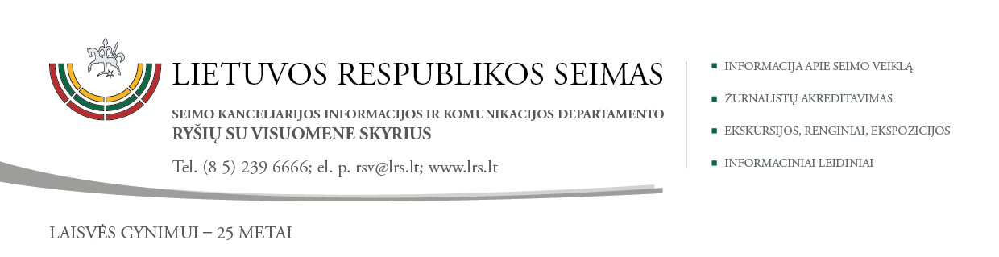 LIETUVOS RESPUBLIKOS SEIMAS
SEIMO KANCELIARIJOS INFORMACIJOS IR KOMUNIKACIJOS DEPARTAMENTO
RYŠIŲ SU VISUOMENE SKYRIUS
Tel. (8 5) 239 6666; el. p. rsv@lrs.lt; www.lrs.lt
INFORMACIJA APIE SEIMO VEIKLĄ
ŽURNALISTŲ AKREDITAVIMAS
EKSKURSIJOS, RENGINIAI, EKSPOZICIJOS
INFORMACINIAI LEIDINIAI
LAISVĖS GYNIMUI – 25 METAI